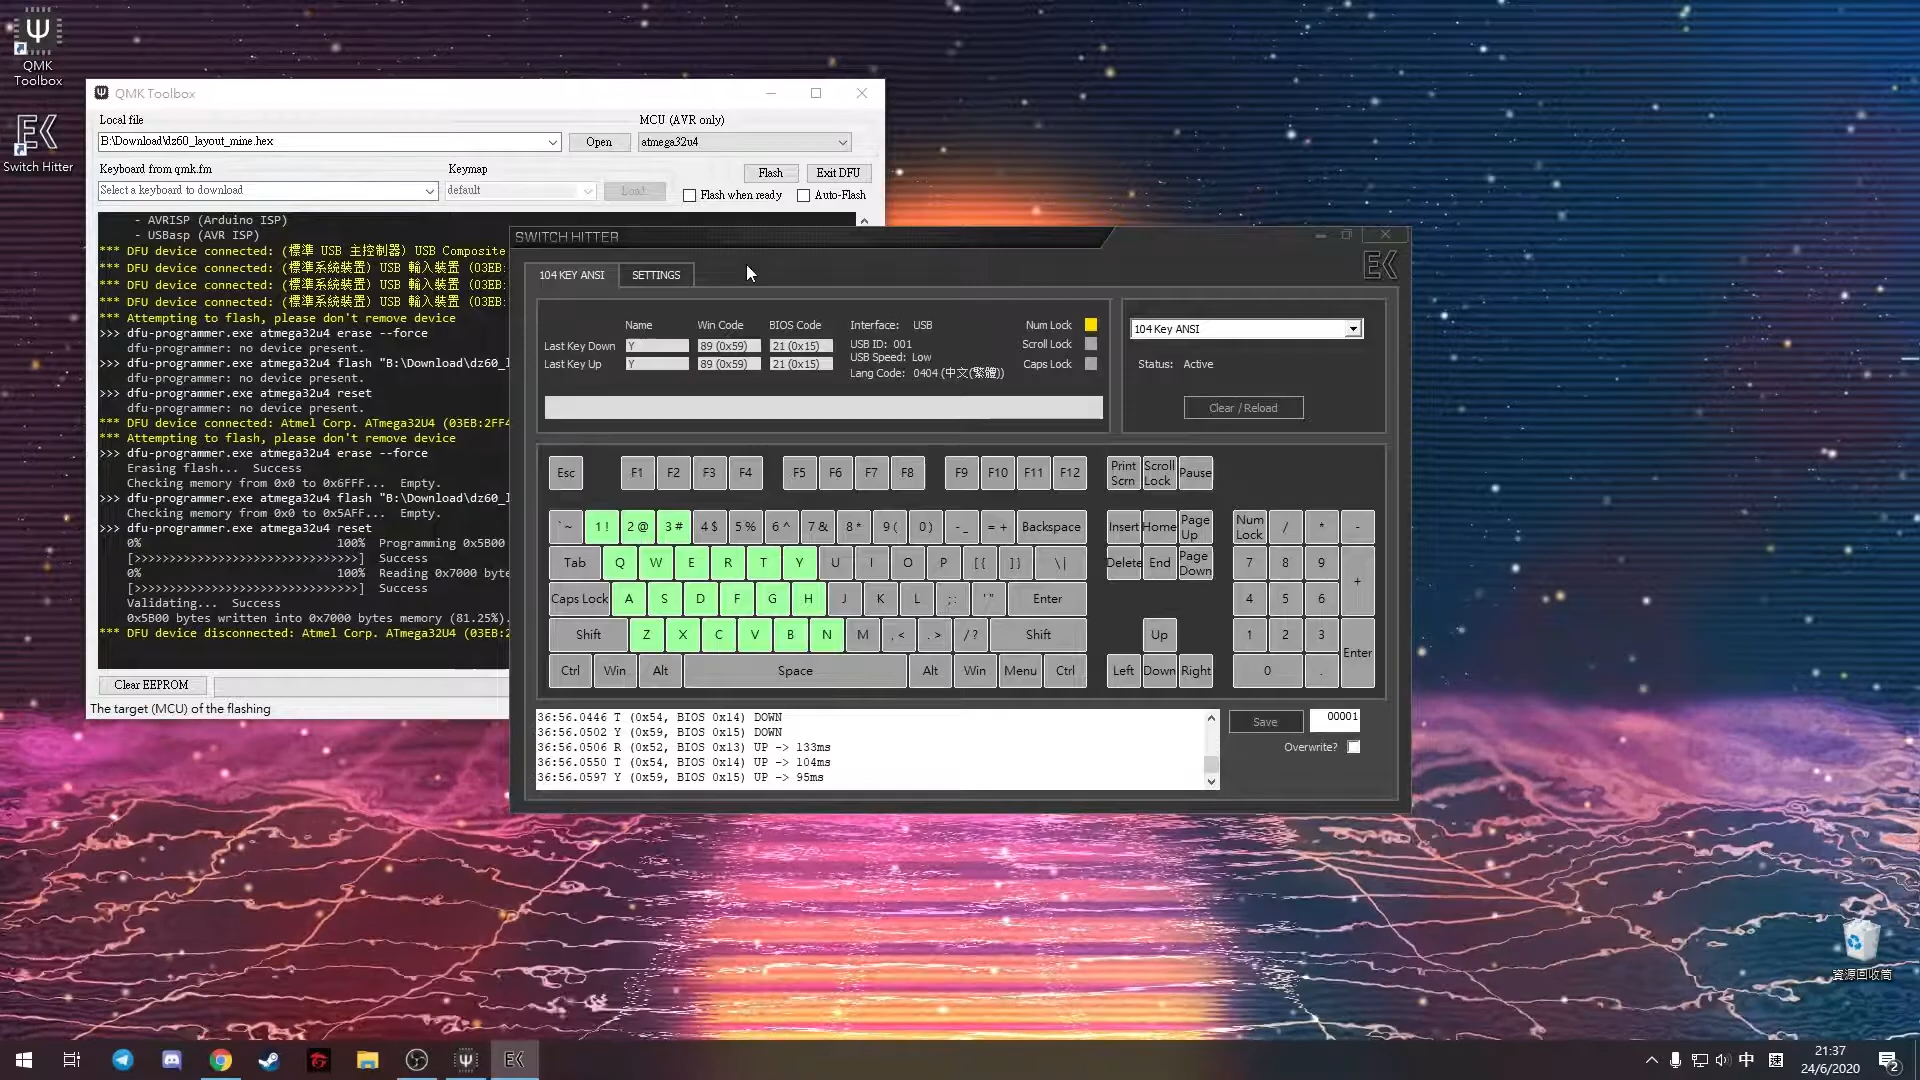 QMK
Toolbox
Switch Hitter
QMK Toolbox
Local file
MCU (AVR only)
B:\Download\dz60_layout_mine.hex
Open
atmega32u4
Keyboard from qmk.fm
Keymap
Flash
Exit DFU
Select a keyboard to download
default
Load
Flash when ready
Auto-Flash
- AVRISP (Arduino ISP)
- USBasp (AVR ISP)
*** DFU device connected: (標準 USB 主控制器) USB Composite
*** DFU device connected: (標準系統裝置) USB 輸入裝置 (03EB:
*** DFU device connected: (標準系統裝置) USB 輸入裝置 (03EB:
*** DFU device connected: (標準系統裝置) USB 輸入裝置 (03EB:
*** Attempting to flash, please don't remove device
>>> dfu-programmer.exe atmega32u4 erase --force
dfu-programmer: no device present.
>>> dfu-programmer.exe atmega32u4 flash "B:\Download\dz60_l
dfu-programmer: no device present.
>>> dfu-programmer.exe atmega32u4 reset
dfu-programmer: no device present.
*** DFU device connected: Atmel Corp. ATmega32U4 (03EB:2FF4
*** Attempting to flash, please don't remove device
>>> dfu-programmer.exe atmega32u4 erase --force
Erasing flash... Success
Checking memory from 0x0 to 0x6FFF... Empty.
>>> dfu-programmer.exe atmega32u4 flash "B:\Download\dz60_l
Checking memory from 0x0 to 0x5AFF... Empty.
>>> dfu-programmer.exe atmega32u4 reset
0% 100% Programming 0x5B00
[>>>>>>>>>>>>>>>>>>>>>>>>>>>>>>>>] Success
0% 100% Reading 0x7000 byte
[>>>>>>>>>>>>>>>>>>>>>>>>>>>>>>>>] Success
Validating... Success
0x5B00 bytes written into 0x7000 bytes memory (81.25%).
*** DFU device disconnected: Atmel Corp. ATmega32U4 (03EB:2
Clear EEPROM
The target (MCU) of the flashing
SWITCH HITTER
104 KEY ANSI
SETTINGS
EK
Name Win Code BIOS Code
Last Key Down Y 89 (0x59) 21 (0x15)
Last Key Up Y 89 (0x59) 21 (0x15)
Interface: USB
USB ID: 001
USB Speed: Low
Lang Code: 0404 (中文(繁體))
Num Lock
Scroll Lock
Caps Lock
104 Key ANSI
Status: Active
Clear / Reload
Esc F1 F2 F3 F4 F5 F6 F7 F8 F9 F10 F11 F12 Print Scrn Scroll Lock Pause
` ~ 1 ! 2 @ 3 # 4 $ 5 % 6 ^ 7 & 8 * 9 ( 0 ) - _ = + Backspace Insert Home Page Up Num Lock / * -
Tab Q W E R T Y U I O P [ { ] } \ | Delete End Page Down 7 8 9 +
Caps Lock A S D F G H J K L ; : ' " Enter 4 5 6
Shift Z X C V B N M , < . > / ? Shift Up 1 2 3 Enter
Ctrl Win Alt Space Alt Win Menu Ctrl Left Down Right 0 .
36:56.0446 T (0x54, BIOS 0x14) DOWN
36:56.0502 Y (0x59, BIOS 0x15) DOWN
36:56.0506 R (0x52, BIOS 0x13) UP -> 133ms
36:56.0550 T (0x54, BIOS 0x14) UP -> 104ms
36:56.0597 Y (0x59, BIOS 0x15) UP -> 95ms
Save
00001
Overwrite?
資源回收筒
EK
中
速
21:37
24/6/2020
2